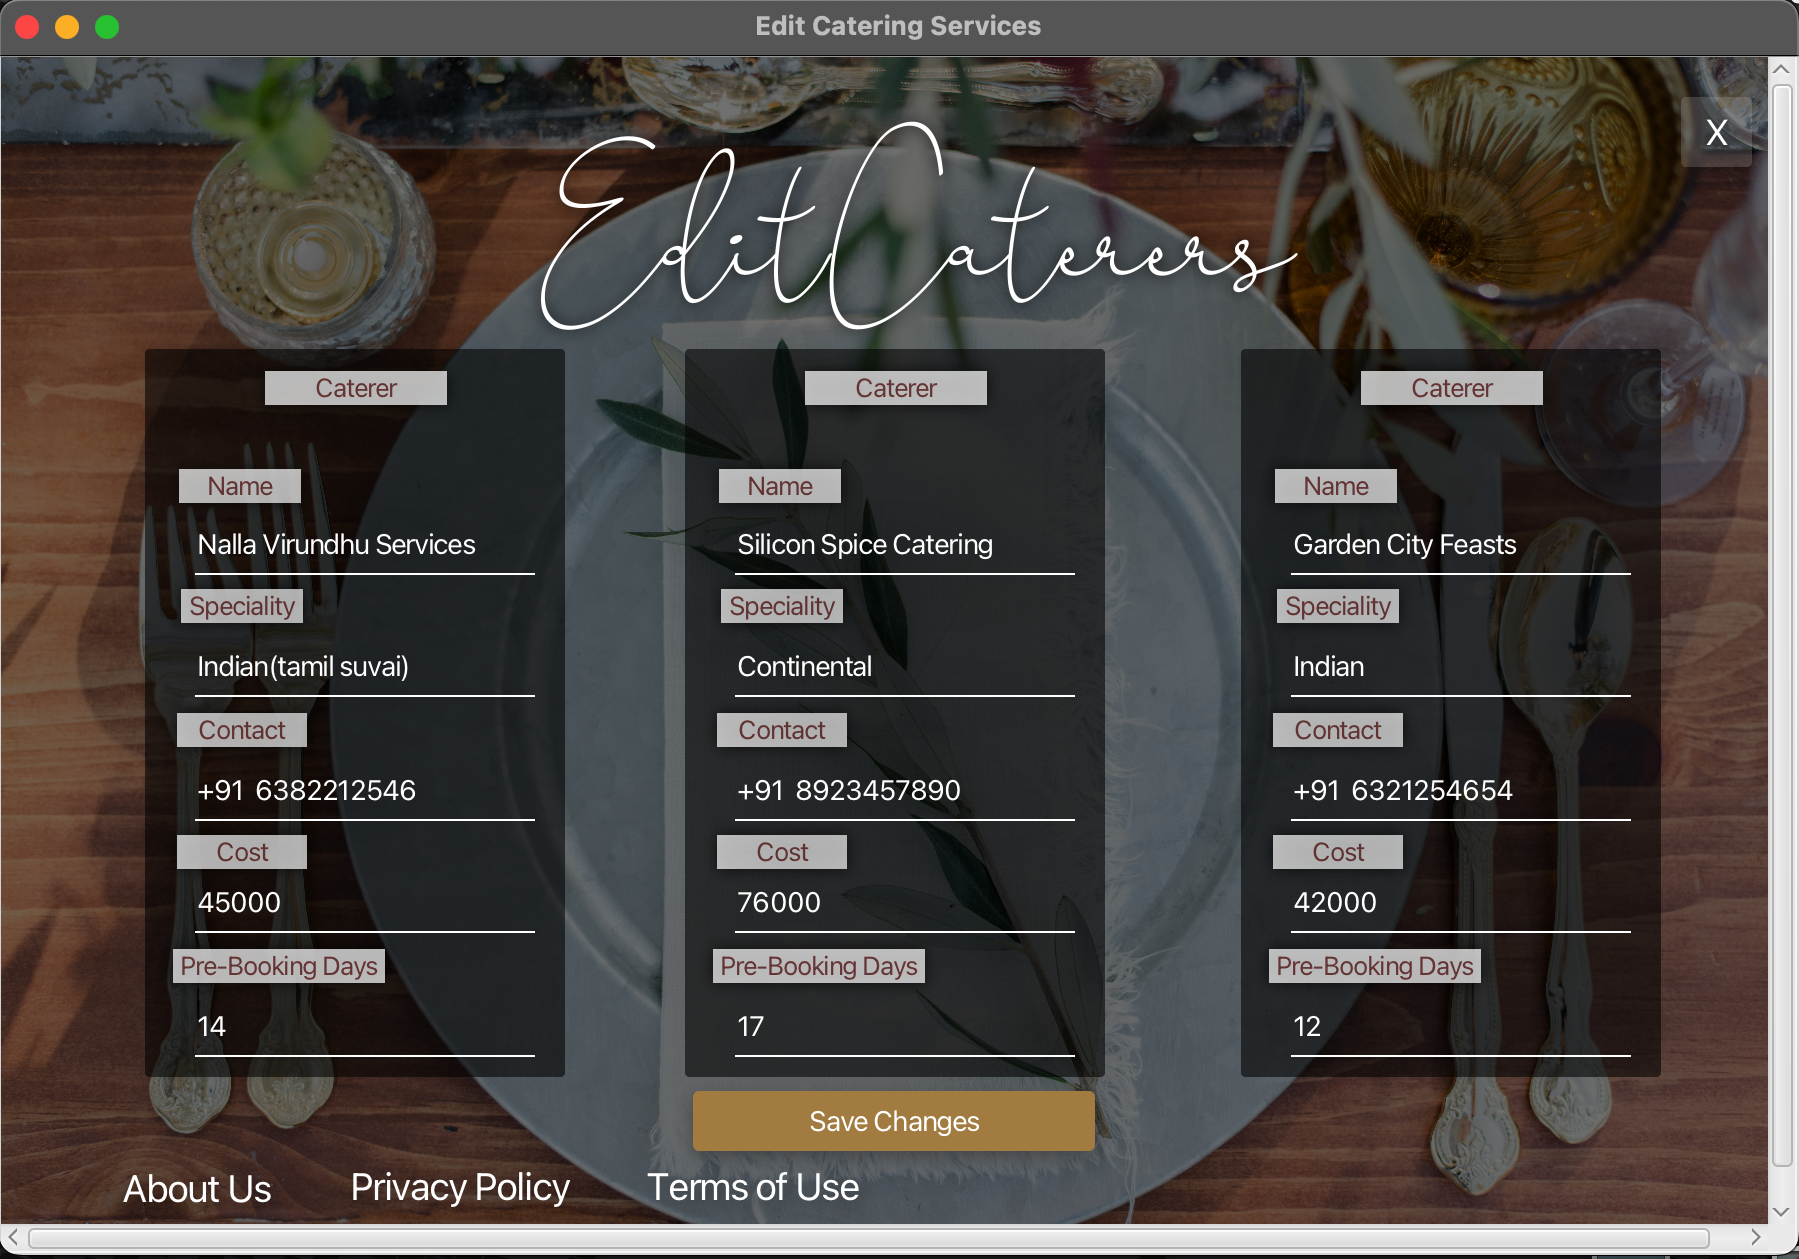 Edit Catering Services
X
Edit Caterers
Caterer
Name
Nalla Virundhu Services
Speciality
Indian(tamil suvai)
Contact
+91 6382212546
Cost
45000
Pre-Booking Days
14
Caterer
Name
Silicon Spice Catering
Speciality
Continental
Contact
+91 8923457890
Cost
76000
Pre-Booking Days
17
Caterer
Name
Garden City Feasts
Speciality
Indian
Contact
+91 6321254654
Cost
42000
Pre-Booking Days
12
Save Changes
About Us
Privacy Policy
Terms of Use